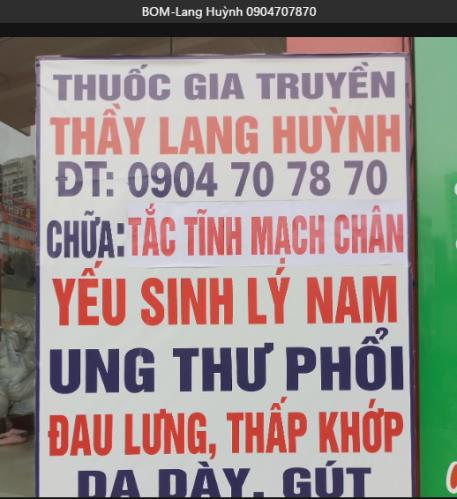 BOM-Lang Huỳnh 0904707870
THUỐC GIA TRUYỀN
THẦY LANG HUỲNH
ĐT: 0904 70 78 70
CHỮA: TẮC TĨNH MẠCH CHÂN
YẾU SINH LÝ NAM
UNG THƯ PHỔI
ĐAU LƯNG, THẤP KHỚP
DẠ DÀY, GÚT